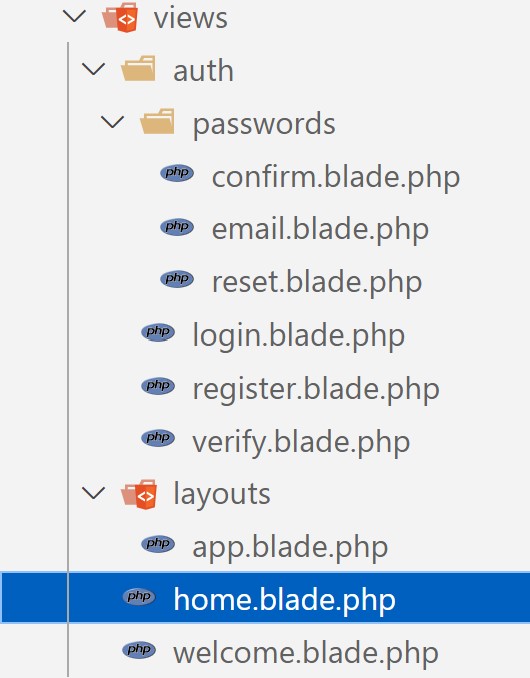 views
auth
passwords
php confirm.blade.php
php email.blade.php
php reset.blade.php
php login.blade.php
php register.blade.php
php verify.blade.php
layouts
php app.blade.php
php home.blade.php
php welcome.blade.php